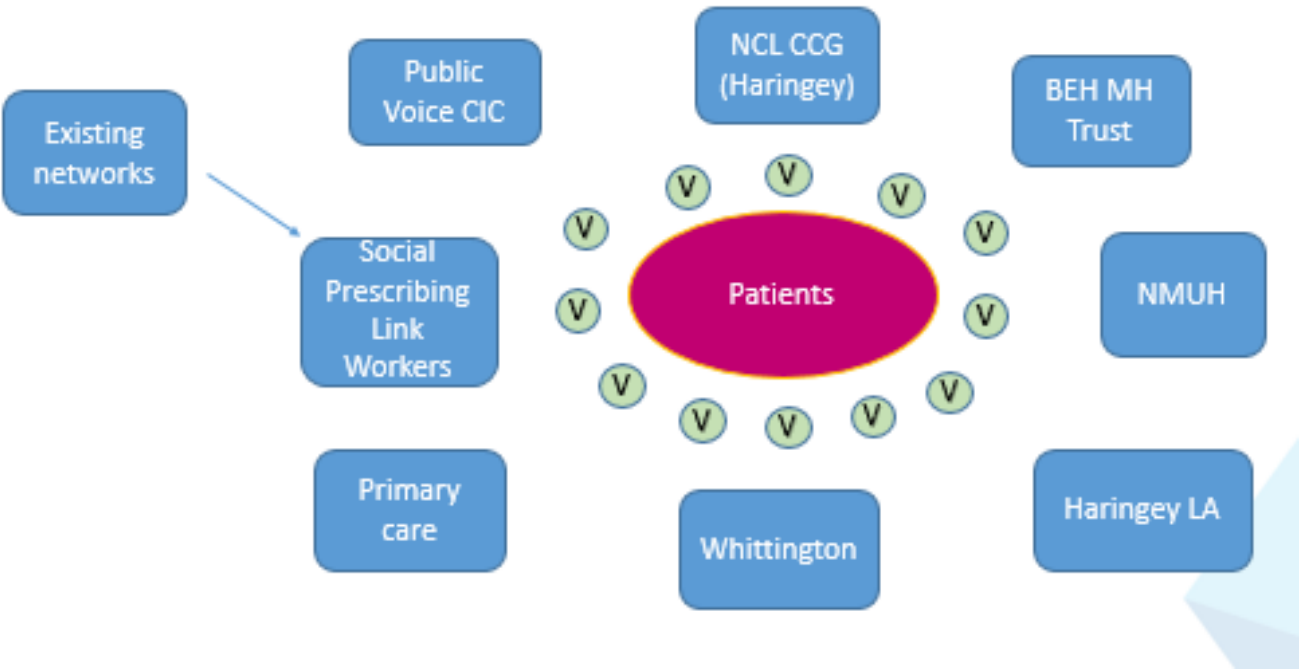 NCL CCG
(Haringey)
Public
Voice CIC
BEH MH
Trust
Existing
networks
V
V
V
V
V
V
Social
Prescribing
Link
Workers
Patients
NMUH
V
V
V
V
V
V
V
Primary
care
Haringey LA
Whittington